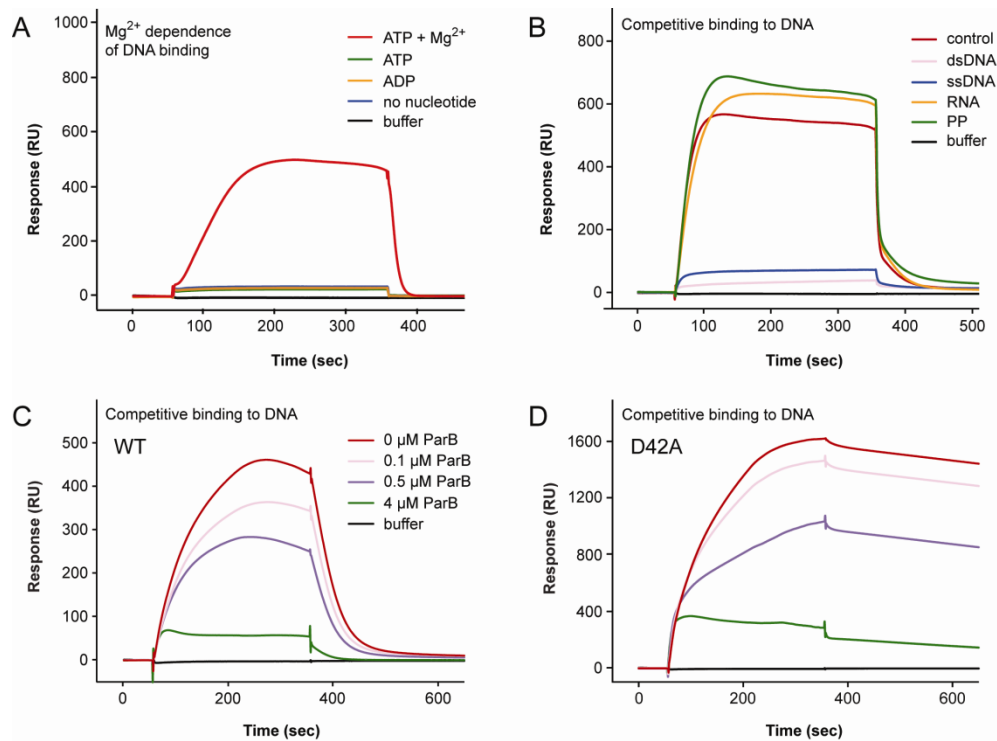 A
Mg2+ dependence
of DNA binding
ATP + Mg2+
ATP
ADP
no nucleotide
buffer
1000
800
600
400
200
0
Response (RU)
0 100 200 300 400
Time (sec)
B
Competitive binding to DNA
control
dsDNA
ssDNA
RNA
PP
buffer
800
600
400
200
0
Response (RU)
0 100 200 300 400 500
Time (sec)
C
Competitive binding to DNA
WT
0 µM ParB
0.1 µM ParB
0.5 µM ParB
4 µM ParB
buffer
500
400
300
200
100
0
Response (RU)
0 200 400 600
Time (sec)
D
Competitive binding to DNA
D42A
1600
1200
800
400
0
Response (RU)
0 200 400 600
Time (sec)